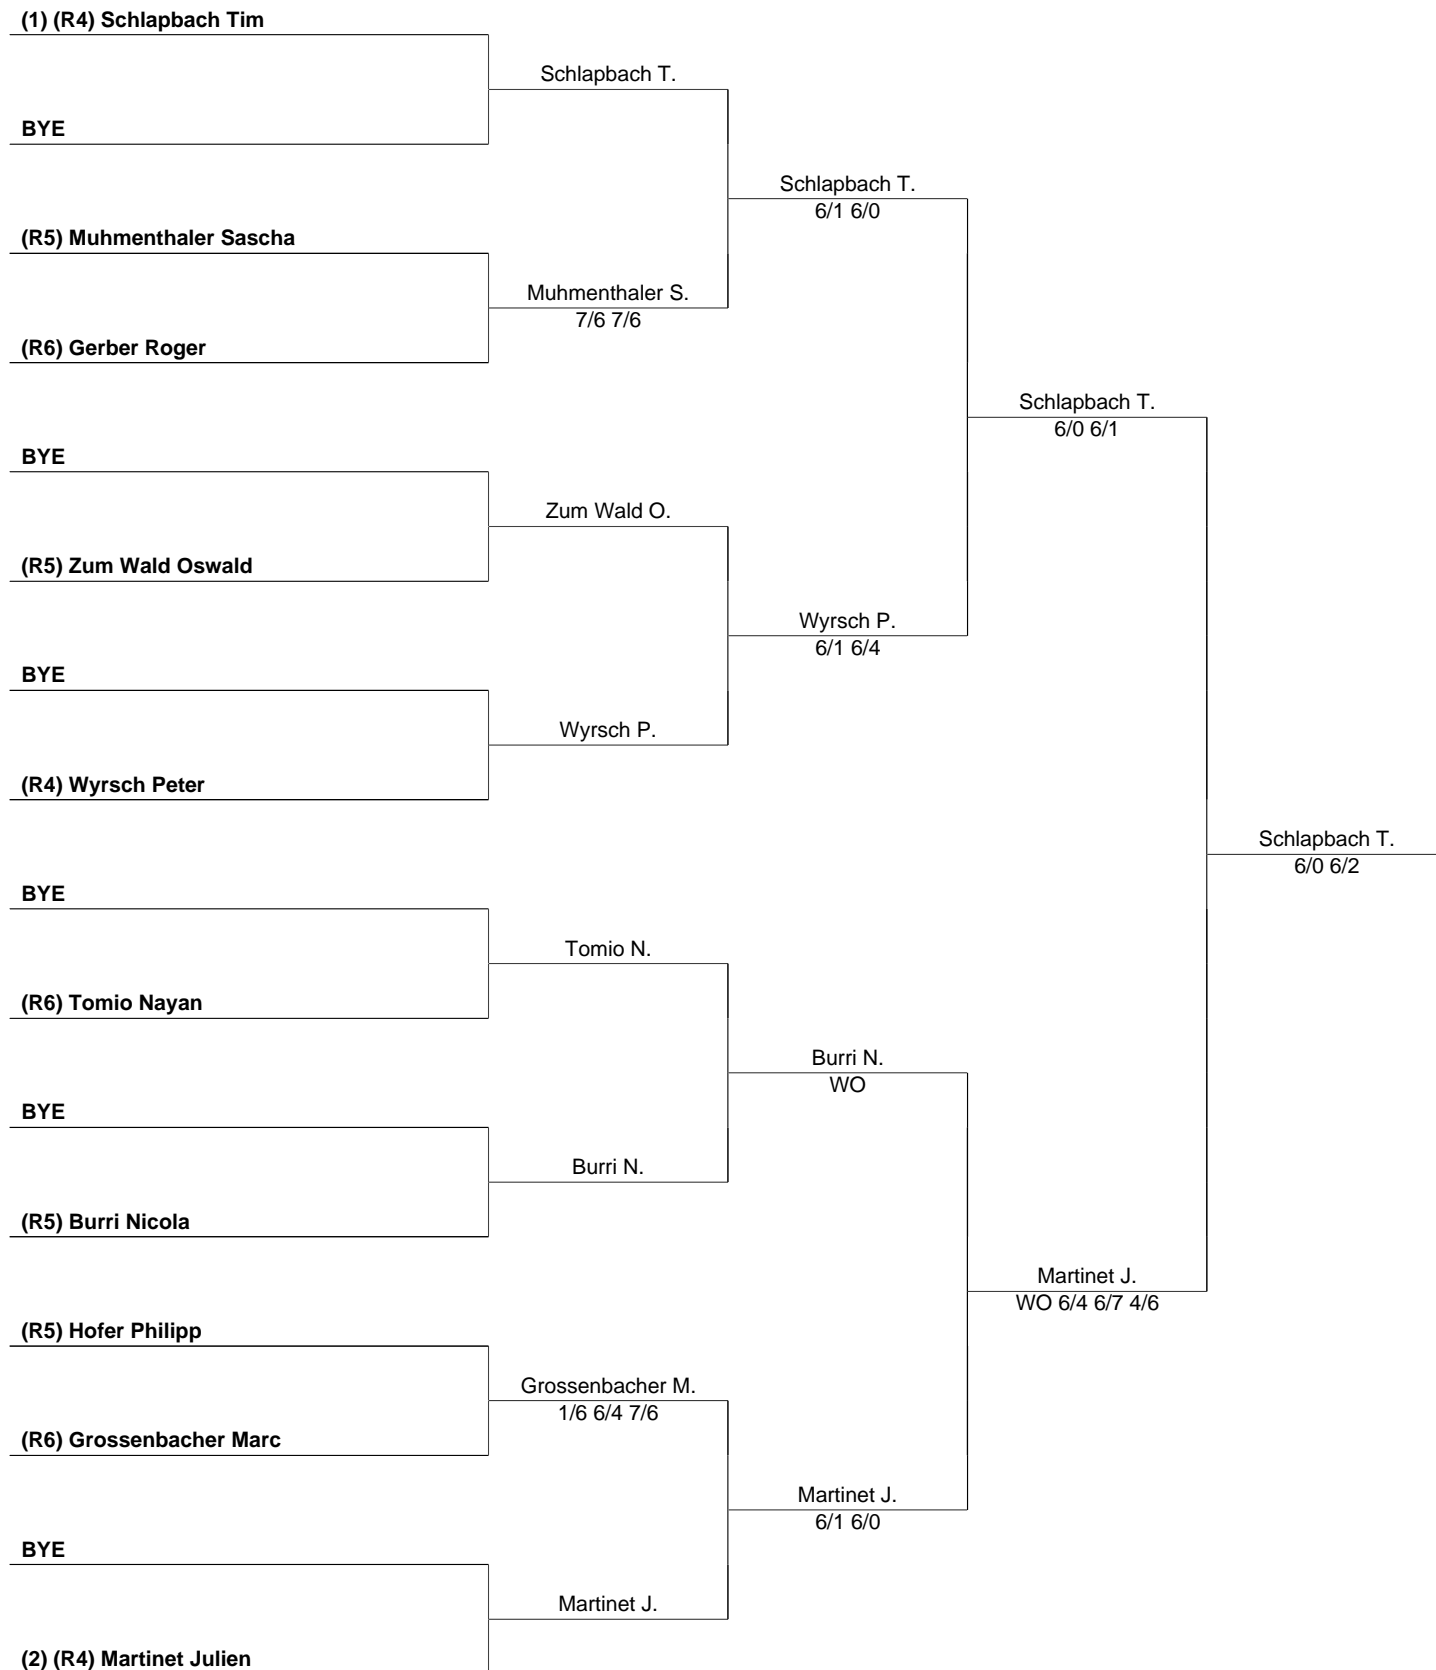 (1) (R4) Schlapbach Tim
Schlapbach T.
BYE
Schlapbach T.
6/1 6/0
(R5) Muhmenthaler Sascha
Muhmenthaler S.
7/6 7/6
(R6) Gerber Roger
Schlapbach T.
6/0 6/1
BYE
Zum Wald O.
(R5) Zum Wald Oswald
Wyrsch P.
6/1 6/4
BYE
Wyrsch P.
(R4) Wyrsch Peter
Schlapbach T.
6/0 6/2
BYE
Tomio N.
(R6) Tomio Nayan
Burri N.
WO
BYE
Burri N.
(R5) Burri Nicola
Martinet J.
WO 6/4 6/7 4/6
(R5) Hofer Philipp
Grossenbacher M.
1/6 6/4 7/6
(R6) Grossenbacher Marc
Martinet J.
6/1 6/0
BYE
Martinet J.
(2) (R4) Martinet Julien